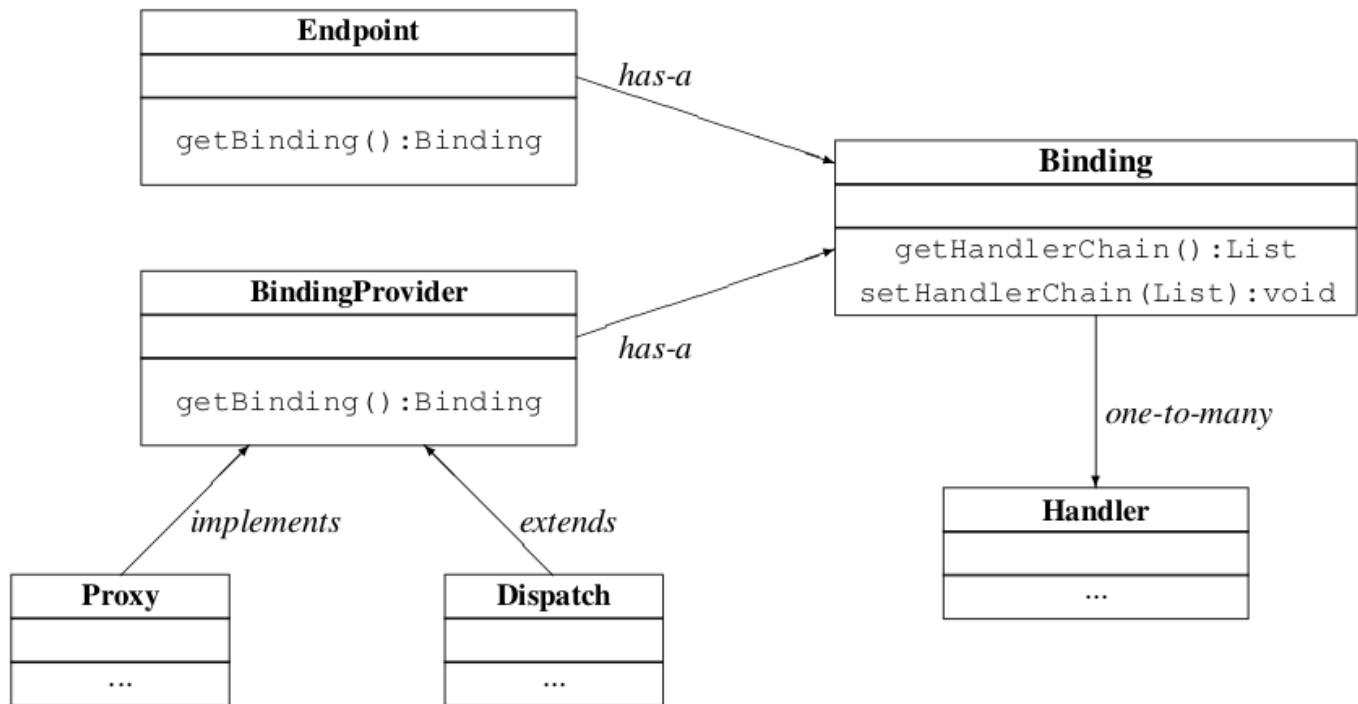 Endpoint
getBinding():Binding
has-a
Binding
getHandlerChain():List
setHandlerChain(List):void
BindingProvider
getBinding():Binding
has-a
one-to-many
implements
extends
Handler
...
Proxy
...
Dispatch
...